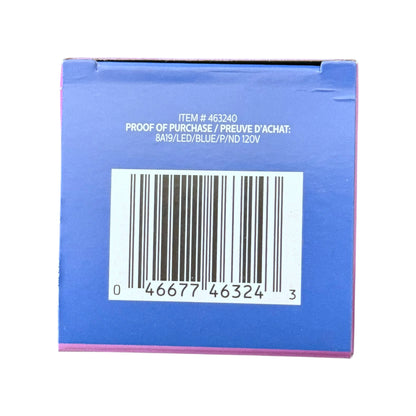 ITEM # 463240
PROOF OF PURCHASE / PREUVE D'ACHAT:
8A19/LED/BLUE/P/ND 120V
0 46677 46324 3